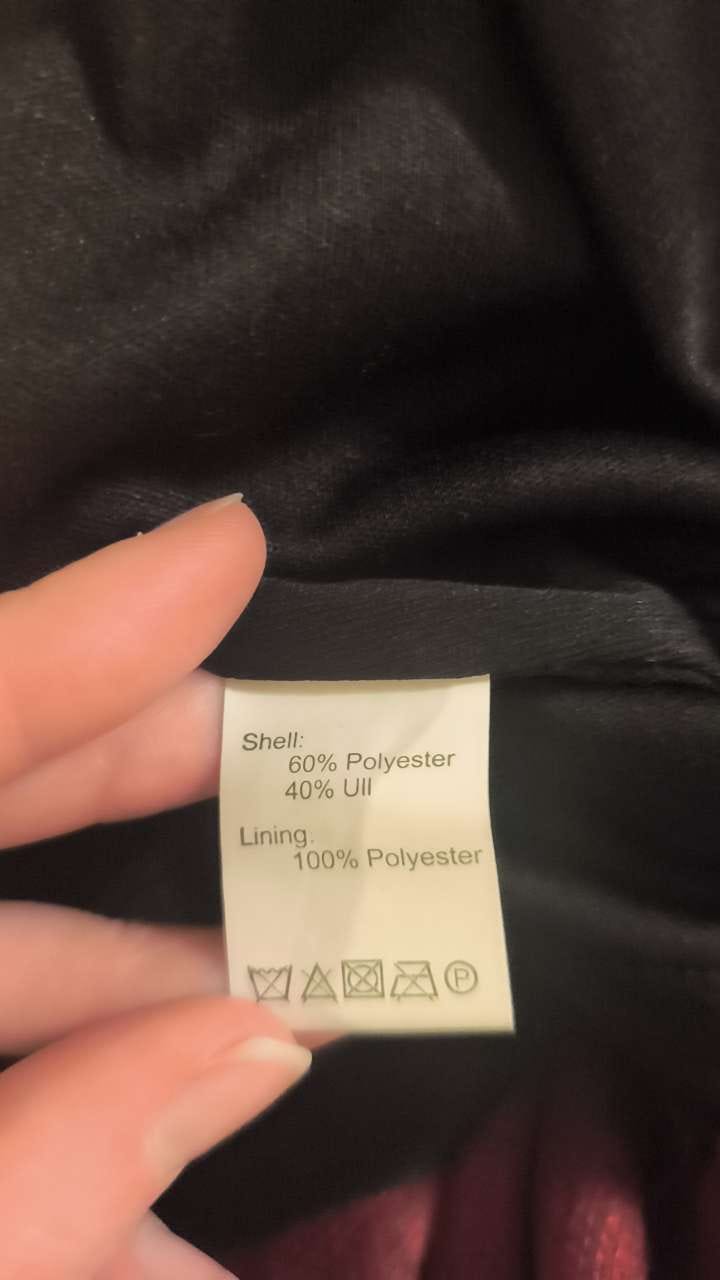 Shell:
60% Polyester
40% Ull
Lining.
100% Polyester
P